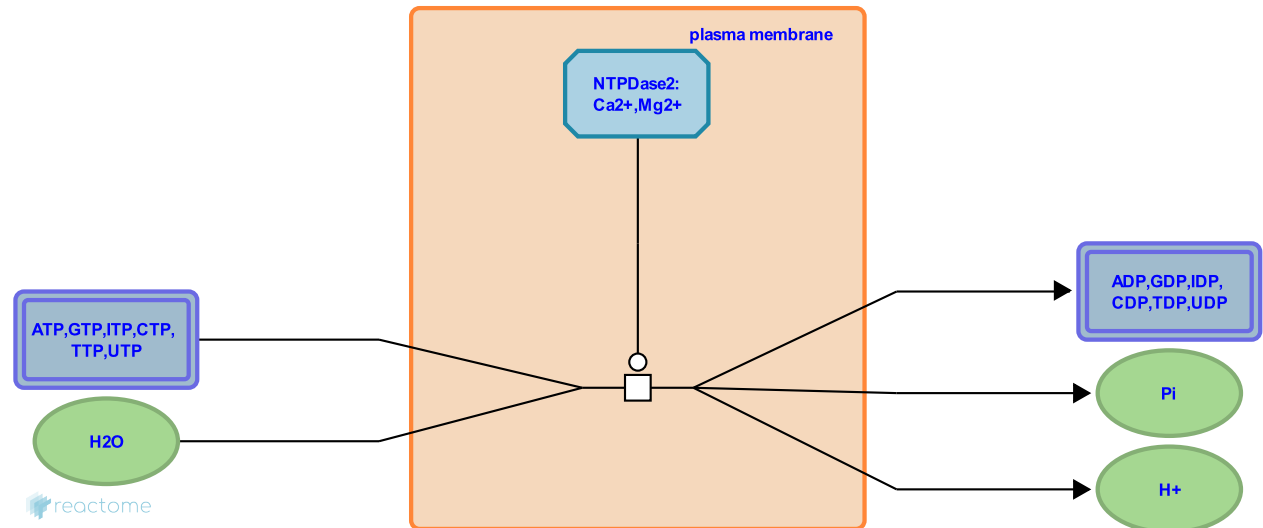 plasma membrane
NTPDase2:
Ca2+,Mg2+
ATP,GTP,ITP,CTP,
TTP,UTP
H2O
ADP,GDP,IDP,
CDP,TDP,UDP
Pi
H+
reactome